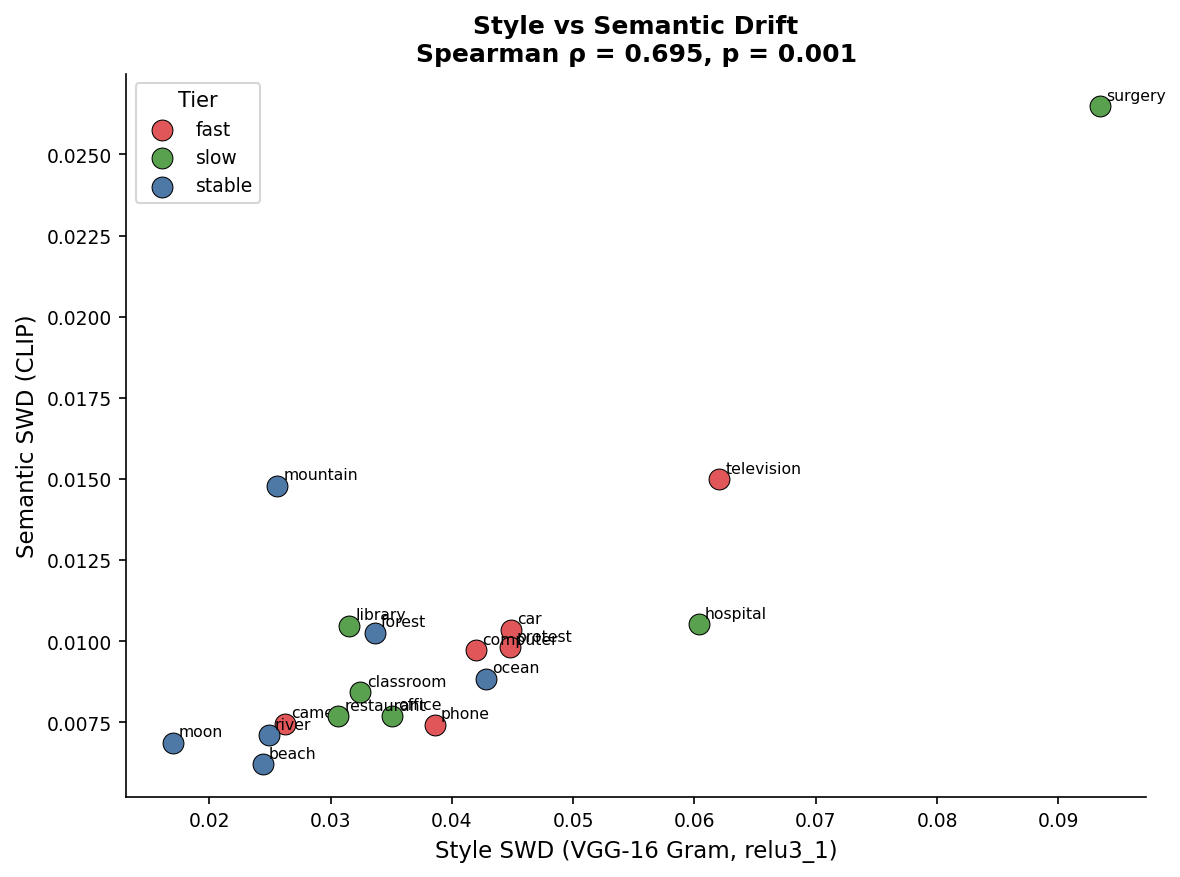 Style vs Semantic Drift
Spearman ρ = 0.695, p = 0.001
Tier
fast
slow
stable
surgery
mountain
television
library
forest
car
protest
computer
hospital
ocean
classroom
restaurant
office
phone
came
river
moon
beach
0.0250
0.0225
0.0200
0.0175
0.0150
0.0125
0.0100
0.0075
Semantic SWD (CLIP)
0.02
0.03
0.04
0.05
0.06
0.07
0.08
0.09
Style SWD (VGG-16 Gram, relu3_1)